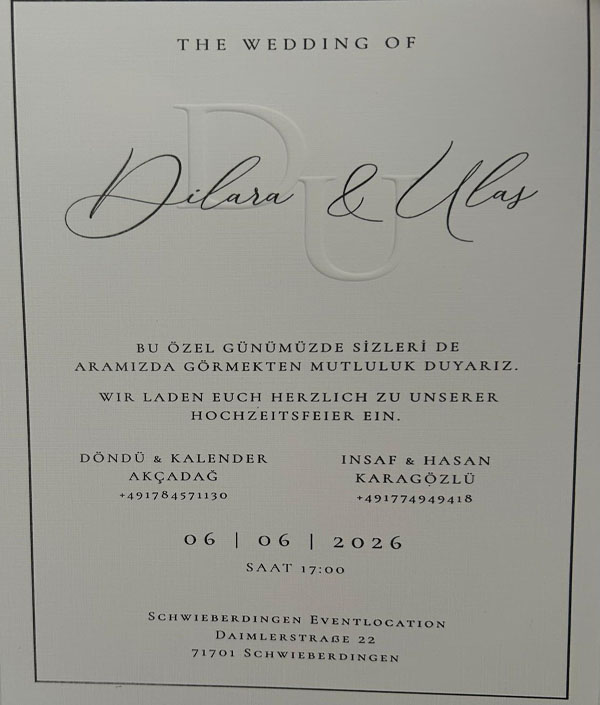 THE WEDDING OF
DU
Dilara & Ulas
BU ÖZEL GÜNÜMÜZDE SİZLERİ DE
ARAMIZDA GÖRMEKTEN MUTLULUK DUYARIZ.
WIR LADEN EUCH HERZLICH ZU UNSERER
HOCHZEITSFEIER EIN.
DÖNDÜ & KALENDER
AKÇADAĞ
+491784571130
INSAF & HASAN
KARAGÖZLÜ
+491774949418
06 | 06 | 2026
SAAT 17:00
SCHWIEBERDINGEN EVENTLOCATION
DAIMLERSTRAßE 22
71701 SCHWIEBERDINGEN